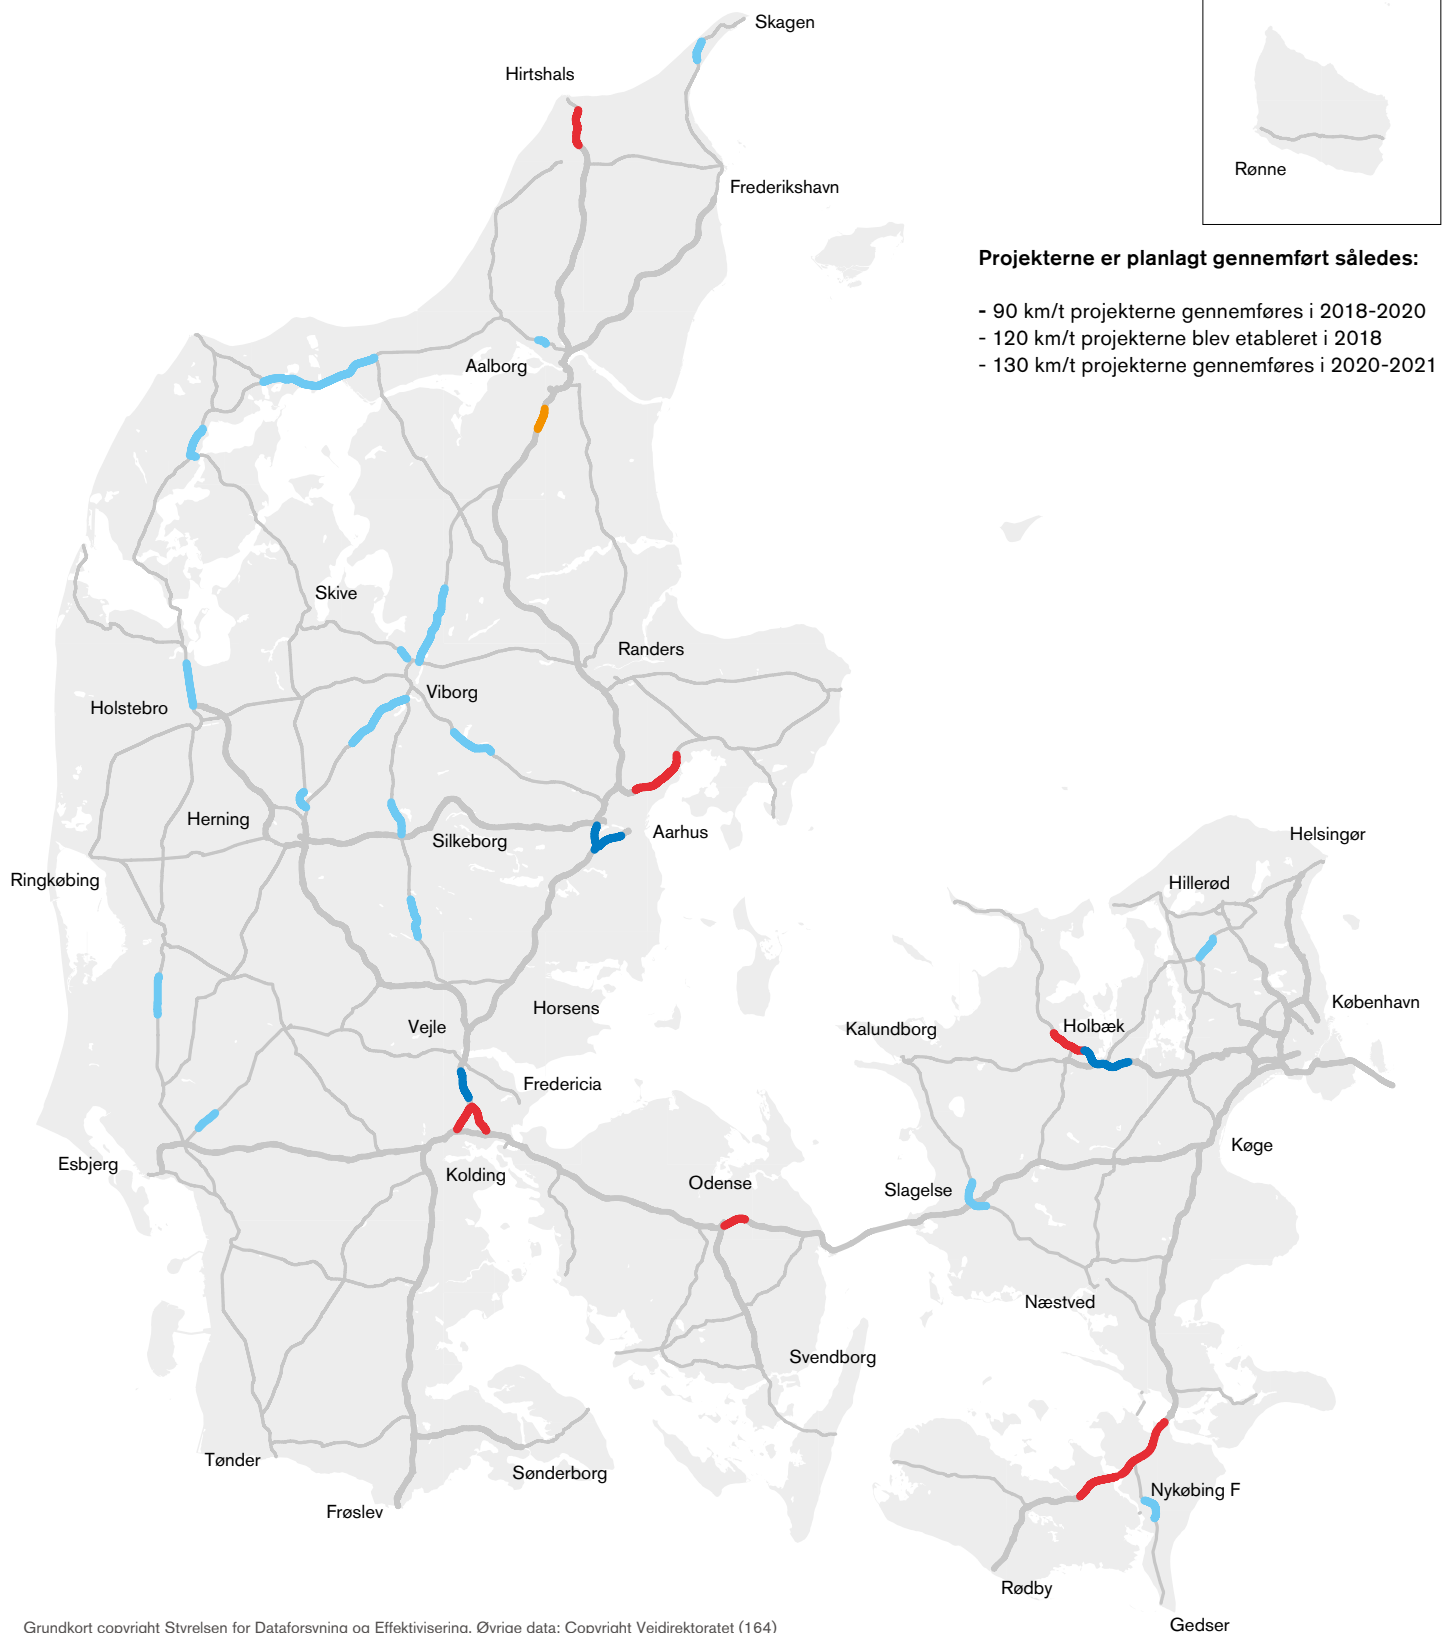 Skagen
Hirtshals
Rønne
Frederikshavn
Projekterne er planlagt gennemført således:
- 90 km/t projekterne gennemføres i 2018-2020
- 120 km/t projekterne blev etableret i 2018
- 130 km/t projekterne gennemføres i 2020-2021
Aalborg
Skive
Randers
Viborg
Holstebro
Herning
Aarhus
Silkeborg
Helsingør
Ringkøbing
Hillerød
Horsens
København
Vejle
Kalundborg
Holbæk
Fredericia
Køge
Esbjerg
Kolding
Odense
Slagelse
Næstved
Svendborg
Tønder
Sønderborg
Nykøbing F
Frøslev
Rødby
Gedser
Grundkort copyright Styrelsen for Dataforsyning og Effektivisering. Øvrige data: Copyright Vejdirektoratet (164)